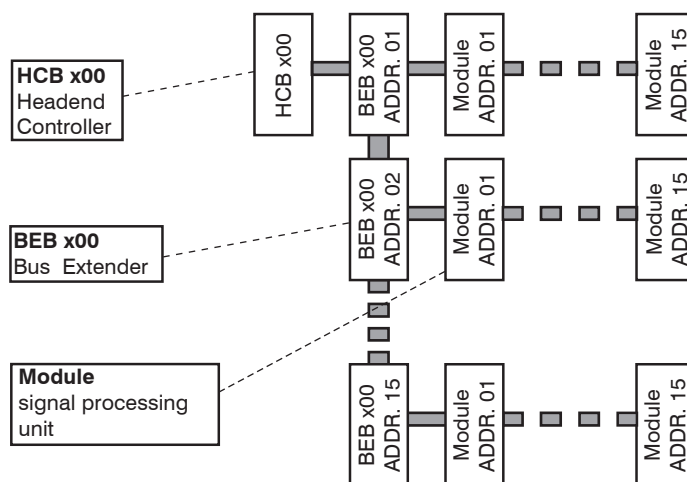 HCB x00
Headend
Controller
HCB x00
BEB x00
ADDR. 01
Module
ADDR. 01
Module
ADDR. 15
BEB x00
Bus Extender
BEB x00
ADDR. 02
Module
ADDR. 01
Module
ADDR. 15
Module
signal processing
unit
BEB x00
ADDR. 15
Module
ADDR. 01
Module
ADDR. 15